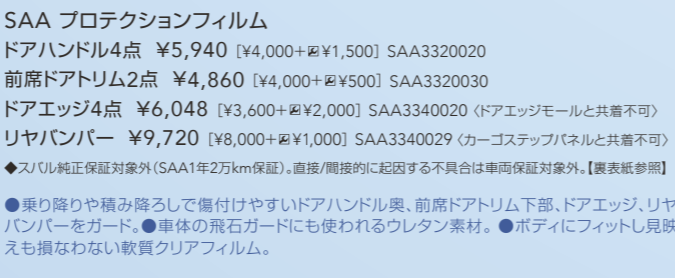 SAA プロテクションフィルム
ドアハンドル4点 ¥5,940 [¥4,000+¥1,500] SAA3320020
前席ドアトリム2点 ¥4,860 [¥4,000+¥500] SAA3320030
ドアエッジ4点 ¥6,048 [¥3,600+¥2,000] SAA3340020〈ドアエッジモールと共着不可〉
リヤバンパー ¥9,720 [¥8,000+¥1,000] SAA3340029〈カーゴステップパネルと共着不可〉
◆スバル純正保証対象外(SAA1年2万km保証)。直接/間接的に起因する不具合は車両保証対象外。【裏表紙参照】
●乗り降りや積み降ろしで傷付けやすいドアハンドル奥、前席ドアトリム下部、ドアエッジ、リヤ
バンパーをガード。●車体の飛石ガードにも使われるウレタン素材。●ボディにフィットし見映
えも損なわない軟質クリアフィルム。